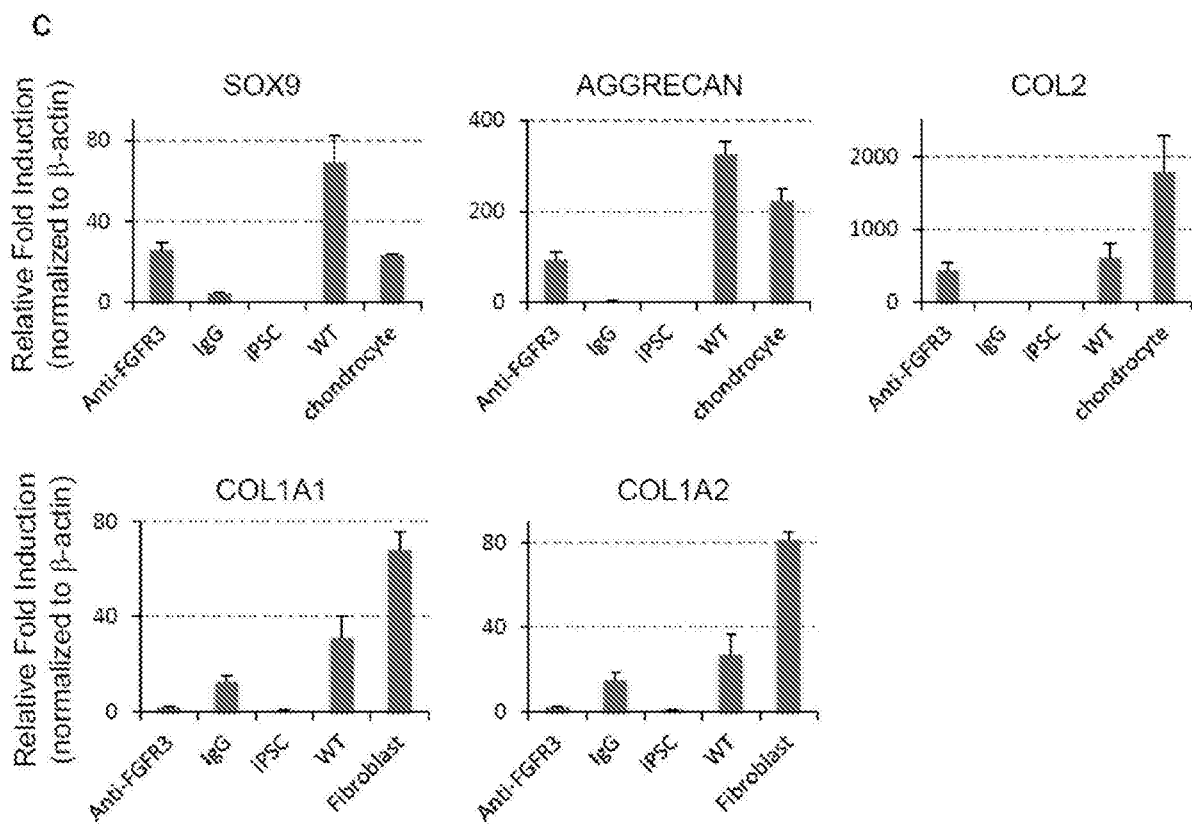 C
SOX9
AGGRECAN
COL2
Relative Fold Induction
(normalized to β-actin)
80
40
0
Anti-FGFR3
IgG
iPSC
WT
chondrocyte
400
200
0
Anti-FGFR3
IgG
iPSC
WT
chondrocyte
2000
1000
0
Anti-FGFR3
IgG
iPSC
WT
chondrocyte
COL1A1
COL1A2
Relative Fold Induction
(normalized to β-actin)
80
40
0
Anti-FGFR3
IgG
iPSC
WT
Fibroblast
80
40
0
Anti-FGFR3
IgG
iPSC
WT
Fibroblast